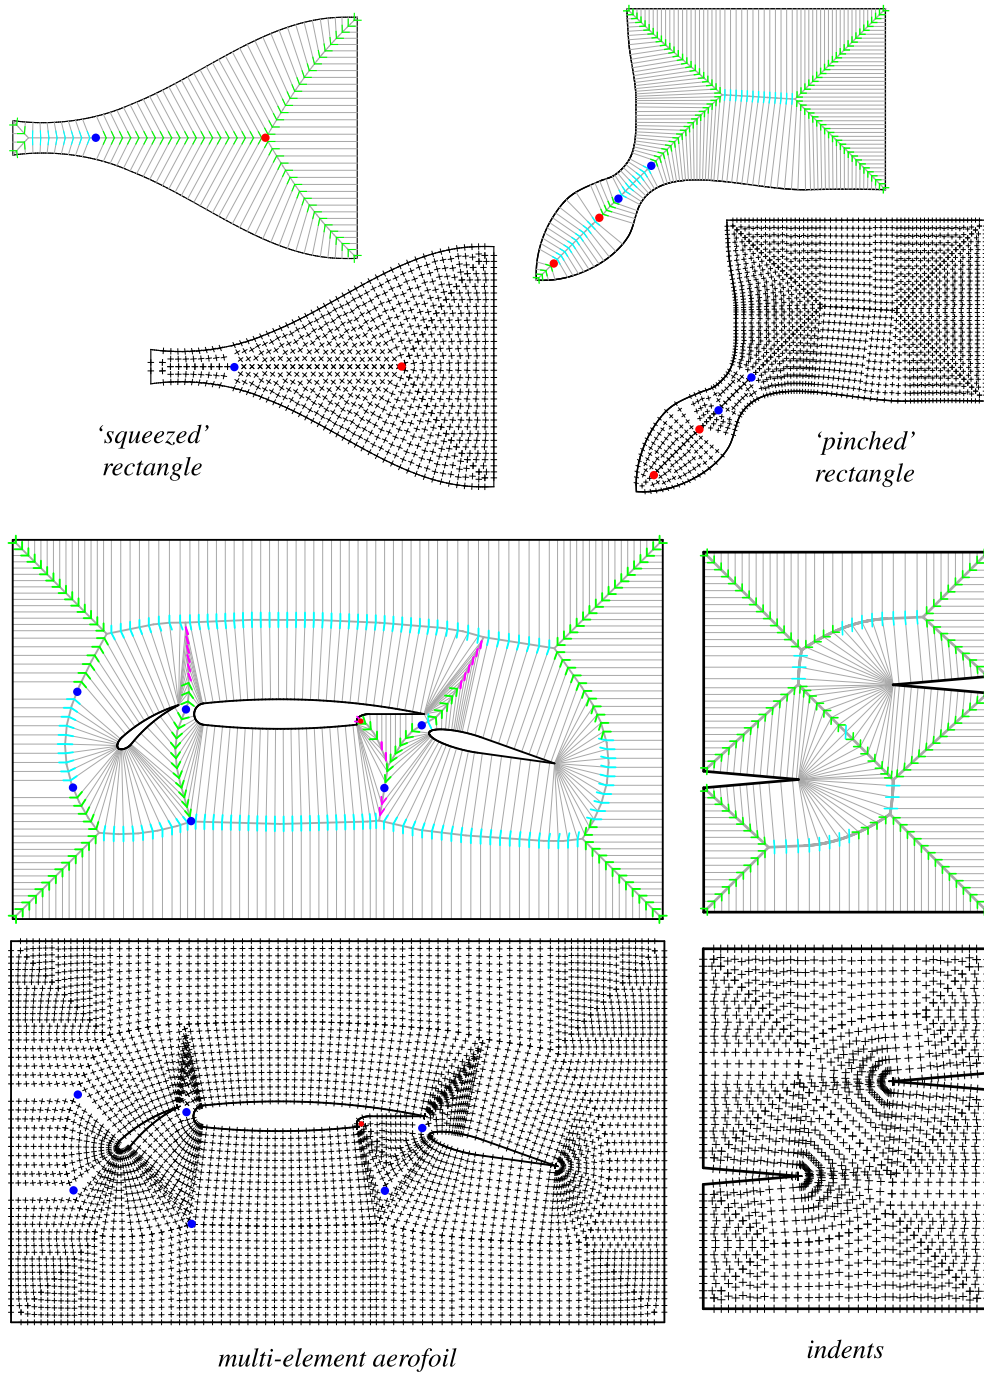 ‘squeezed’
rectangle
‘pinched’
rectangle
multi-element aerofoil
indents